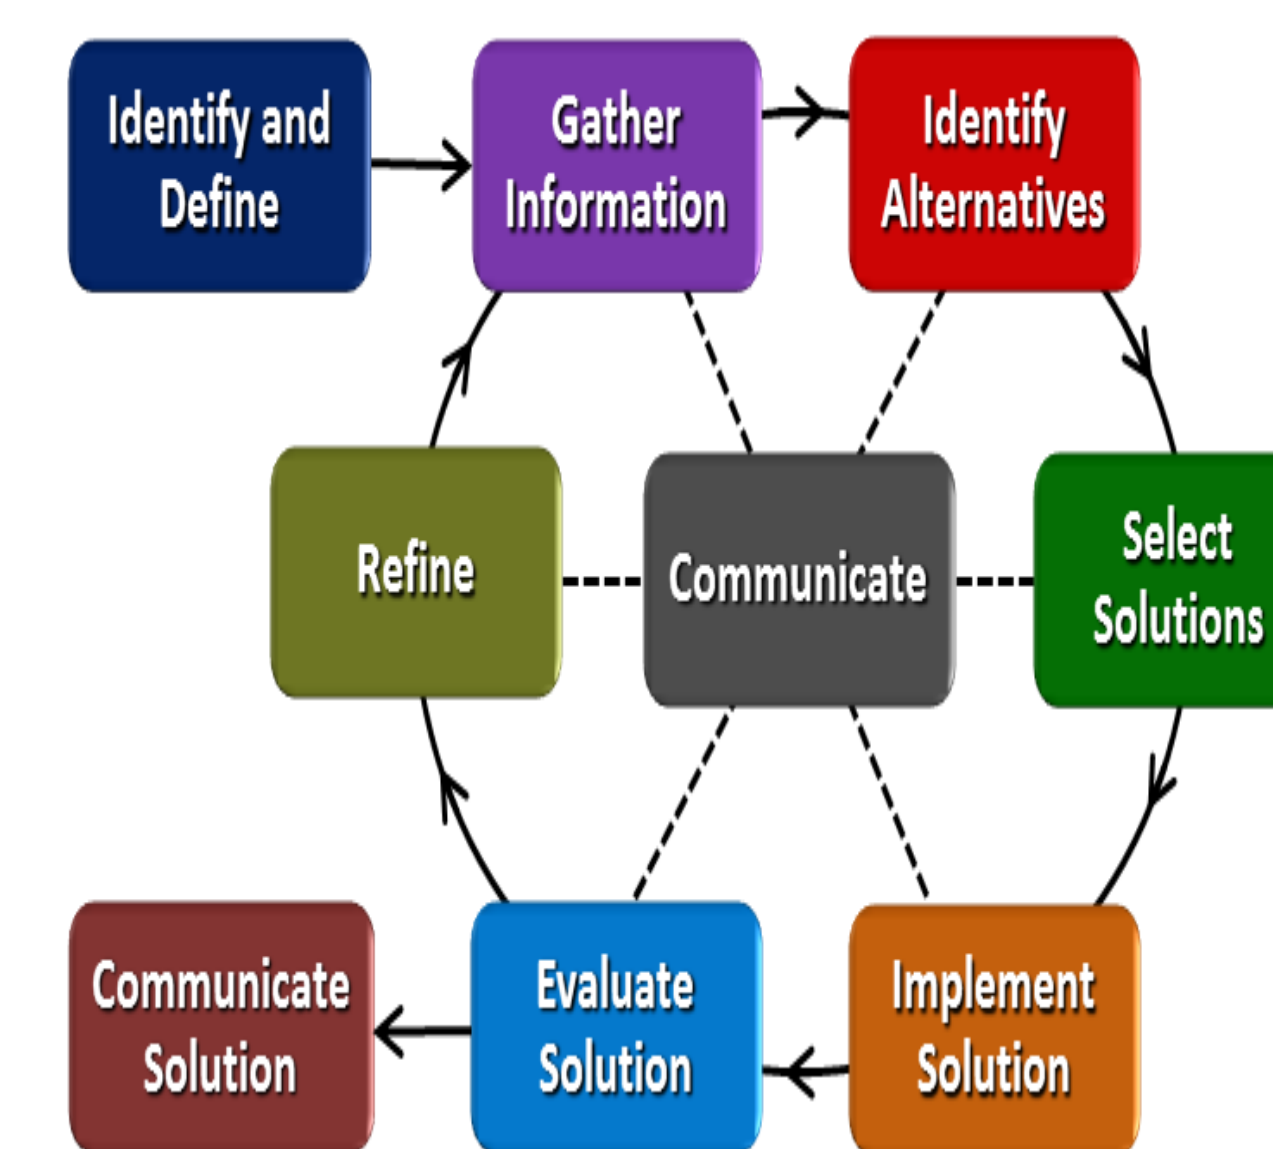 Identify and
Define
Gather
Information
Identify
Alternatives
Refine
Communicate
Select
Solutions
Communicate
Solution
Evaluate
Solution
Implement
Solution